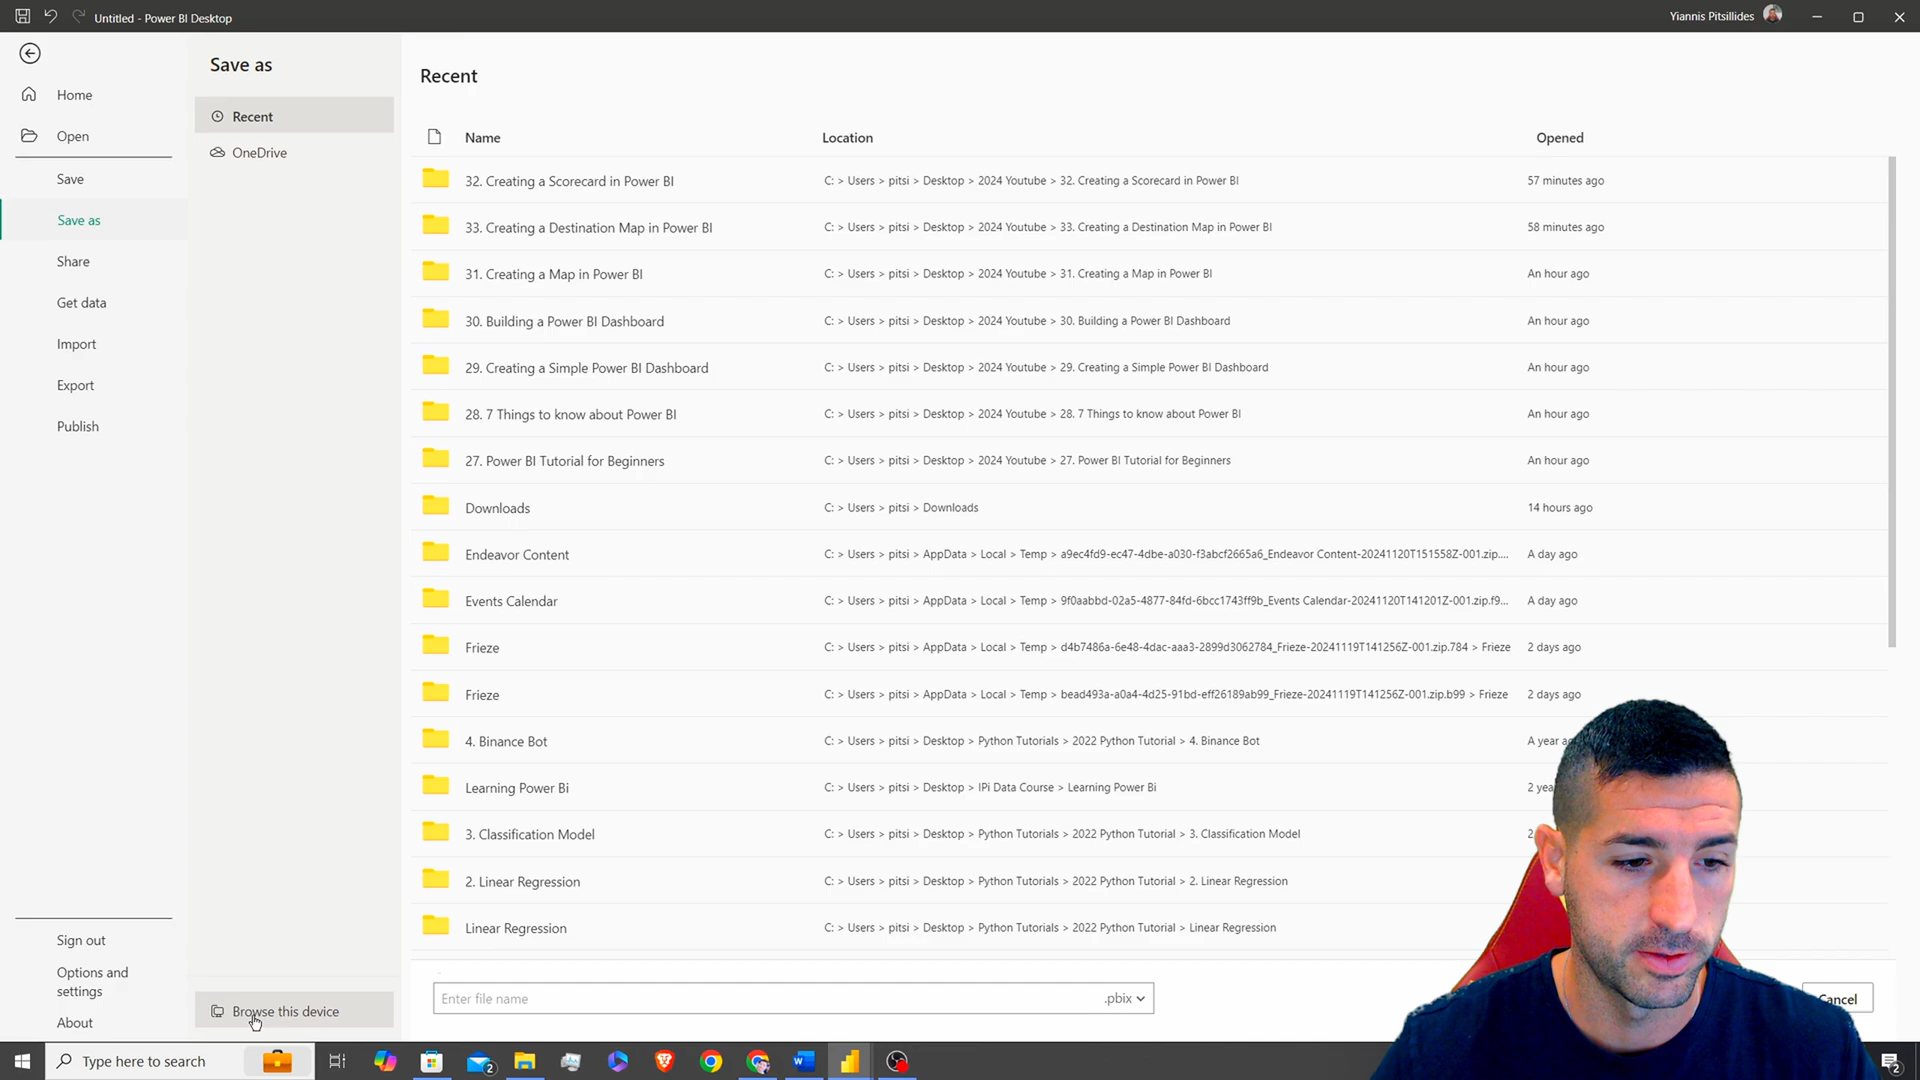 Untitled - Power BI Desktop
Yiannis Pitsillides
Home
Open
Save
Save as
Share
Get data
Import
Export
Publish
Sign out
Options and
settings
About
Save as
Recent
OneDrive
Browse this device
Recent
Name Location Opened
32. Creating a Scorecard in Power BI C: > Users > pitsi > Desktop > 2024 Youtube > 32. Creating a Scorecard in Power BI 57 minutes ago
33. Creating a Destination Map in Power BI C: > Users > pitsi > Desktop > 2024 Youtube > 33. Creating a Destination Map in Power BI 58 minutes ago
31. Creating a Map in Power BI C: > Users > pitsi > Desktop > 2024 Youtube > 31. Creating a Map in Power BI An hour ago
30. Building a Power BI Dashboard C: > Users > pitsi > Desktop > 2024 Youtube > 30. Building a Power BI Dashboard An hour ago
29. Creating a Simple Power BI Dashboard C: > Users > pitsi > Desktop > 2024 Youtube > 29. Creating a Simple Power BI Dashboard An hour ago
28. 7 Things to know about Power BI C: > Users > pitsi > Desktop > 2024 Youtube > 28. 7 Things to know about Power BI An hour ago
27. Power BI Tutorial for Beginners C: > Users > pitsi > Desktop > 2024 Youtube > 27. Power BI Tutorial for Beginners An hour ago
Downloads C: > Users > pitsi > Downloads 14 hours ago
Endeavor Content C: > Users > pitsi > AppData > Local > Temp > a9ec4fd9-ec47-4dbe-a030-f3abcf2665a6_Endeavor Content-20241120T151558Z-001.zip.... A day ago
Events Calendar C: > Users > pitsi > AppData > Local > Temp > 9f0aabbd-02a5-4877-84fd-6bcc1743ff9b_Events Calendar-20241120T141201Z-001.zip.f9... A day ago
Frieze C: > Users > pitsi > AppData > Local > Temp > d4b7486a-6e48-4dac-aaa3-2899d3062784_Frieze-20241119T141256Z-001.zip.784 > Frieze 2 days ago
Frieze C: > Users > pitsi > AppData > Local > Temp > bead493a-a0a4-4d25-91bd-eff26189ab99_Frieze-20241119T141256Z-001.zip.b99 > Frieze 2 days ago
4. Binance Bot C: > Users > pitsi > Desktop > Python Tutorials > 2022 Python Tutorial > 4. Binance Bot A year
Learning Power Bi C: > Users > pitsi > Desktop > IPi Data Course > Learning Power Bi 2
3. Classification Model C: > Users > pitsi > Desktop > Python Tutorials > 2022 Python Tutorial > 3. Classification Model 2
2. Linear Regression C: > Users > pitsi > Desktop > Python Tutorials > 2022 Python Tutorial > 2. Linear Regression
Linear Regression C: > Users > pitsi > Desktop > Python Tutorials > 2022 Python Tutorial > Linear Regression
Enter file name .pbix
Cancel
Type here to search
2
2